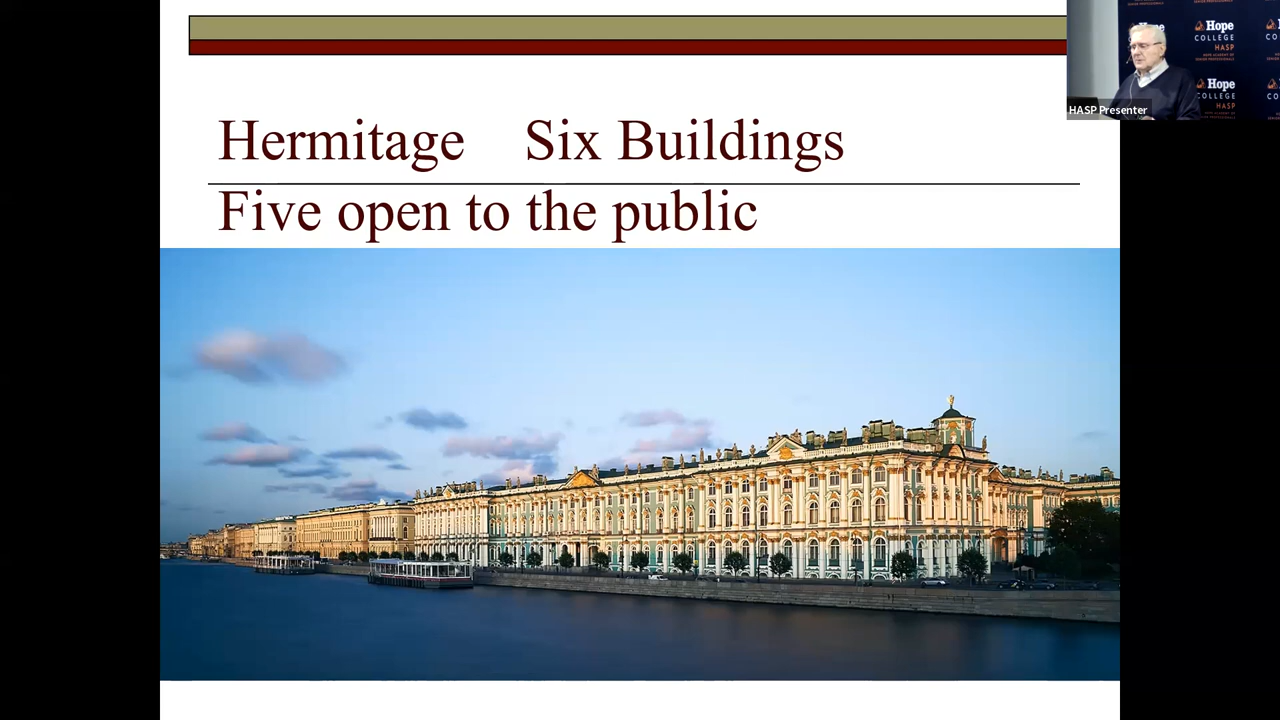 Hermitage Six Buildings
Five open to the public
Hope
COLLEGE
HASP
Hope
COLLEGE
HASP
HASP Presenter